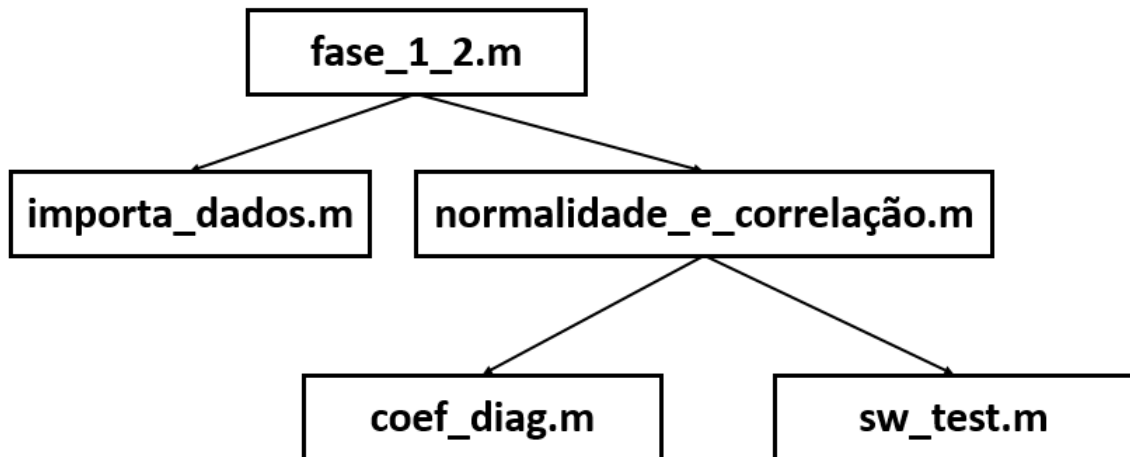 fase_1_2.m
importa_dados.m
normalidade_e_correlação.m
coef_diag.m
sw_test.m